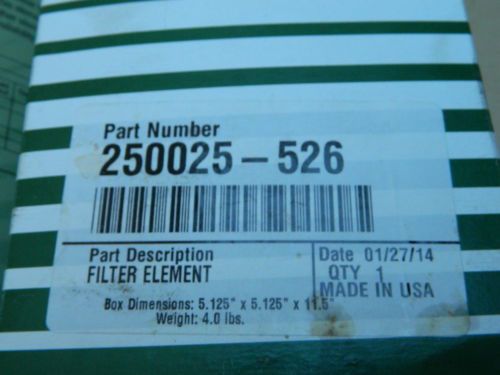 Part Number
250025-526
Part Description
FILTER ELEMENT
Date 01/27/14
QTY 1
MADE IN USA
Box Dimensions: 5.125" x 5.125" x 11.5"
Weight: 4.0 lbs.